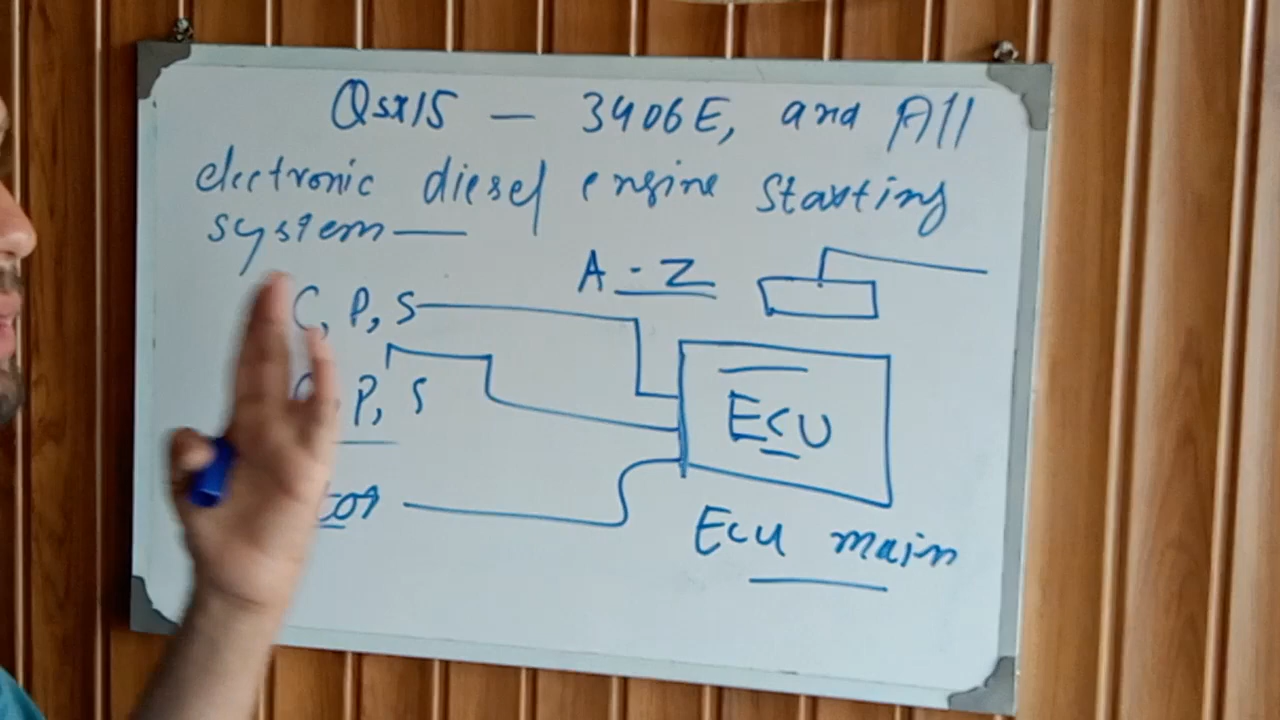 Qsx15 — 3406E, and All
electronic diesel engine Starting
system —
A - Z
C, P, S
P, S
ECU
Ecu main